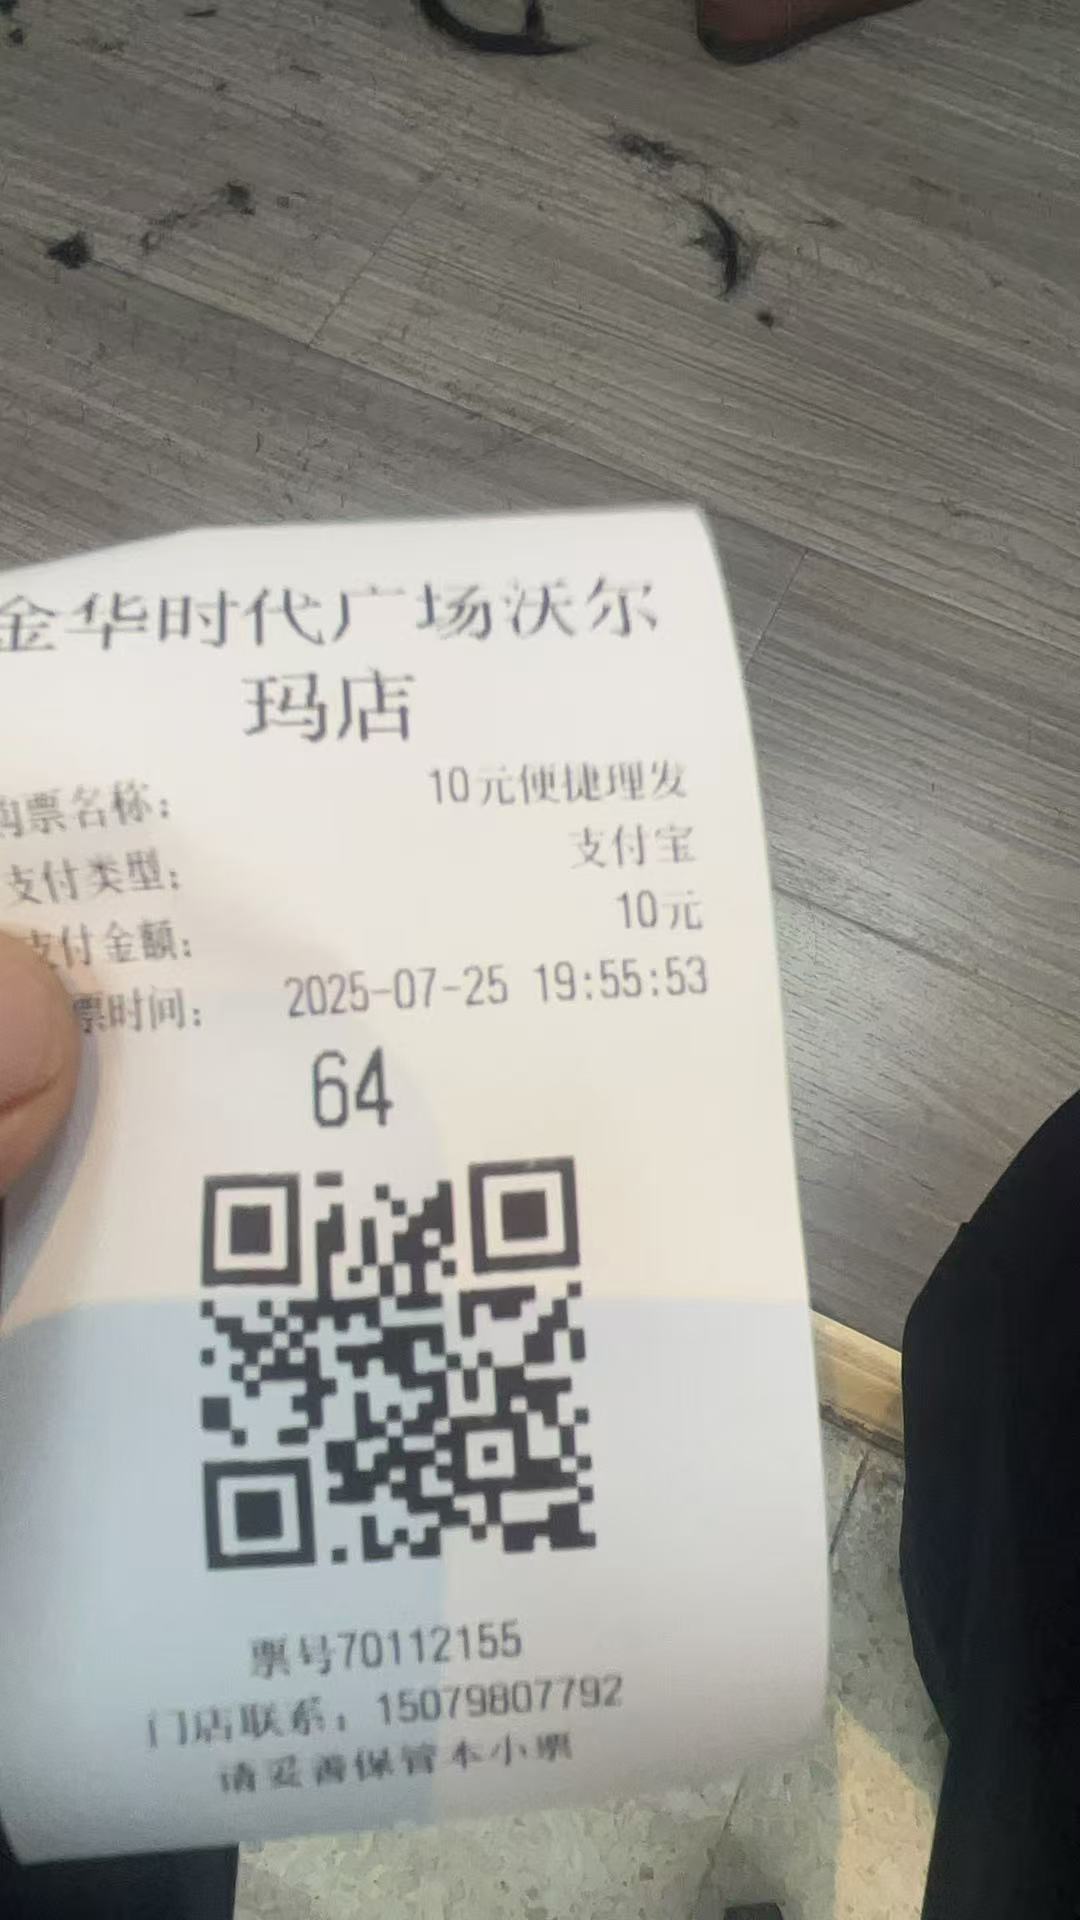 金华时代广场沃尔
玛店
购票名称： 10元便捷理发
支付类型： 支付宝
支付金额： 10元
票时间： 2025-07-25 19:55:53
64
票号70112155
门店联系：15079807792
请妥善保管本小票